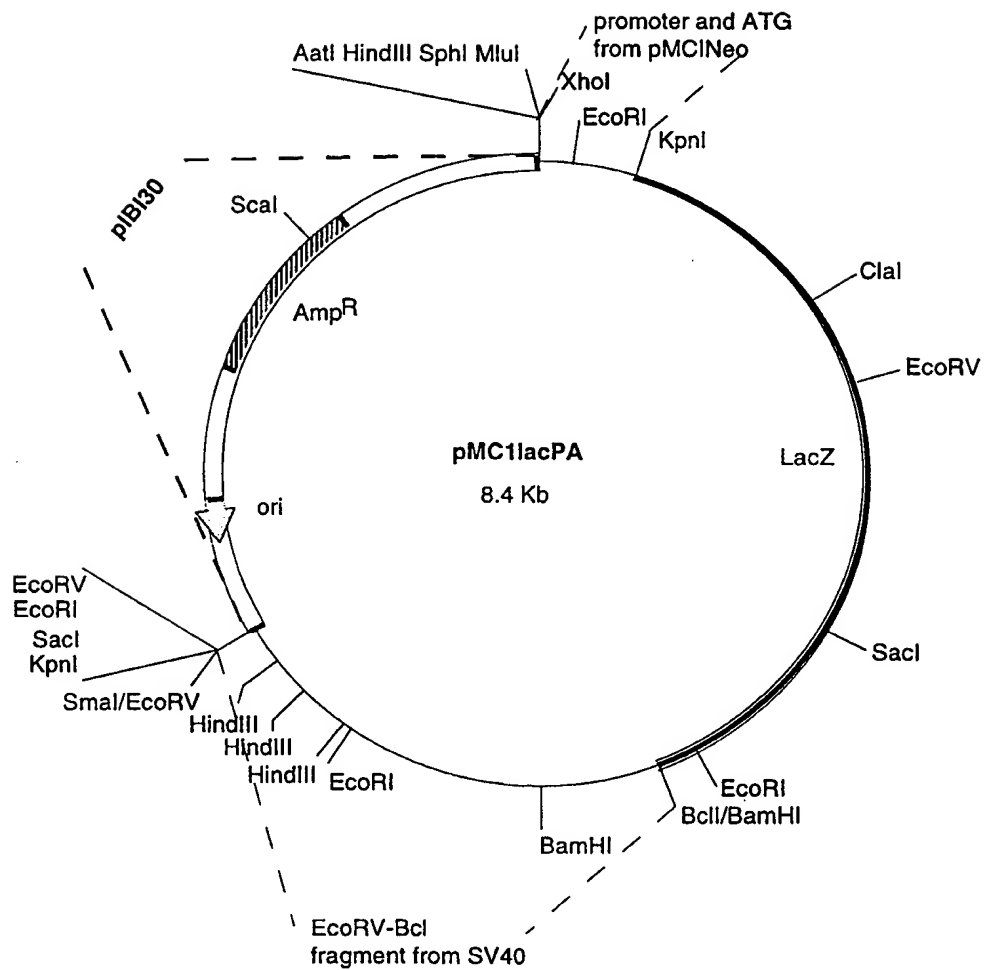 promoter and ATG
from pMCINeo
AatI HindIII SphI MluI
XhoI
EcoRI
KpnI
pIBI30
ScaI
AmpR
ClaI
EcoRV
pMC1lacPA
8.4 Kb
LacZ
ori
EcoRV
EcoRI
SacI
KpnI
SmaI/EcoRV
HindIII
HindIII
HindIII
EcoRI
SacI
EcoRI
BclI/BamHI
BamHI
EcoRV-Bcl
fragment from SV40